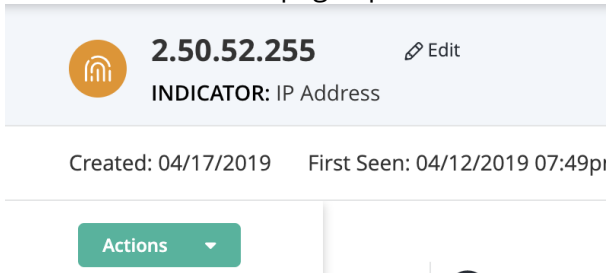 2.50.52.255
Edit
INDICATOR: IP Address
Created: 04/17/2019 First Seen: 04/12/2019 07:49p
Actions